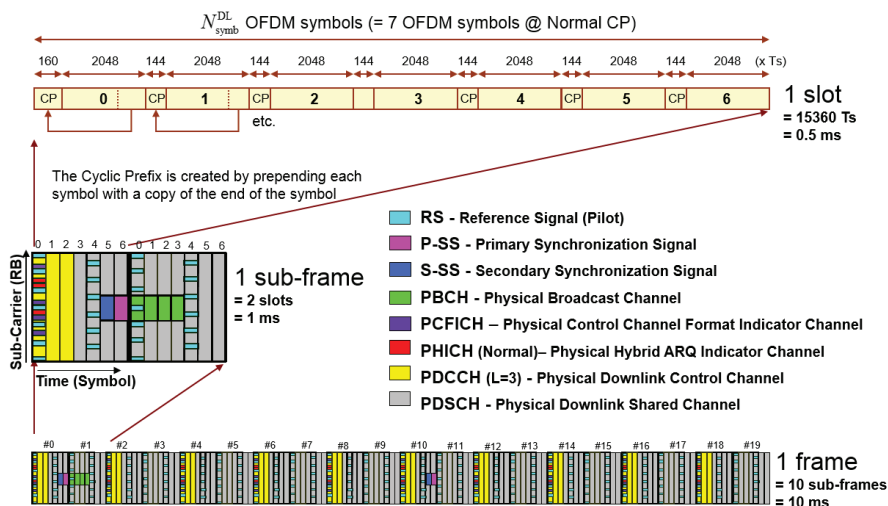 N DL symb OFDM symbols (= 7 OFDM symbols @ Normal CP)
160 2048 144 2048 144 2048 144 2048 144 2048 144 2048 144 2048 (x Ts)
CP 0 CP 1 CP 2 3 CP 4 CP 5 CP 6
1 slot
= 15360 Ts
= 0.5 ms
etc.
The Cyclic Prefix is created by prepending each
symbol with a copy of the end of the symbol
0 1 2 3 4 5 6 0 1 2 3 4 5 6
Sub-Carrier (RB)
Time (Symbol)
1 sub-frame
= 2 slots
= 1 ms
RS - Reference Signal (Pilot)
P-SS - Primary Synchronization Signal
S-SS - Secondary Synchronization Signal
PBCH - Physical Broadcast Channel
PCFICH – Physical Control Channel Format Indicator Channel
PHICH (Normal)– Physical Hybrid ARQ Indicator Channel
PDCCH (L=3) - Physical Downlink Control Channel
PDSCH - Physical Downlink Shared Channel
#0 #1 #2 #3 #4 #5 #6 #7 #8 #9 #10 #11 #12 #13 #14 #15 #16 #17 #18 #19
1 frame
= 10 sub-frames
= 10 ms